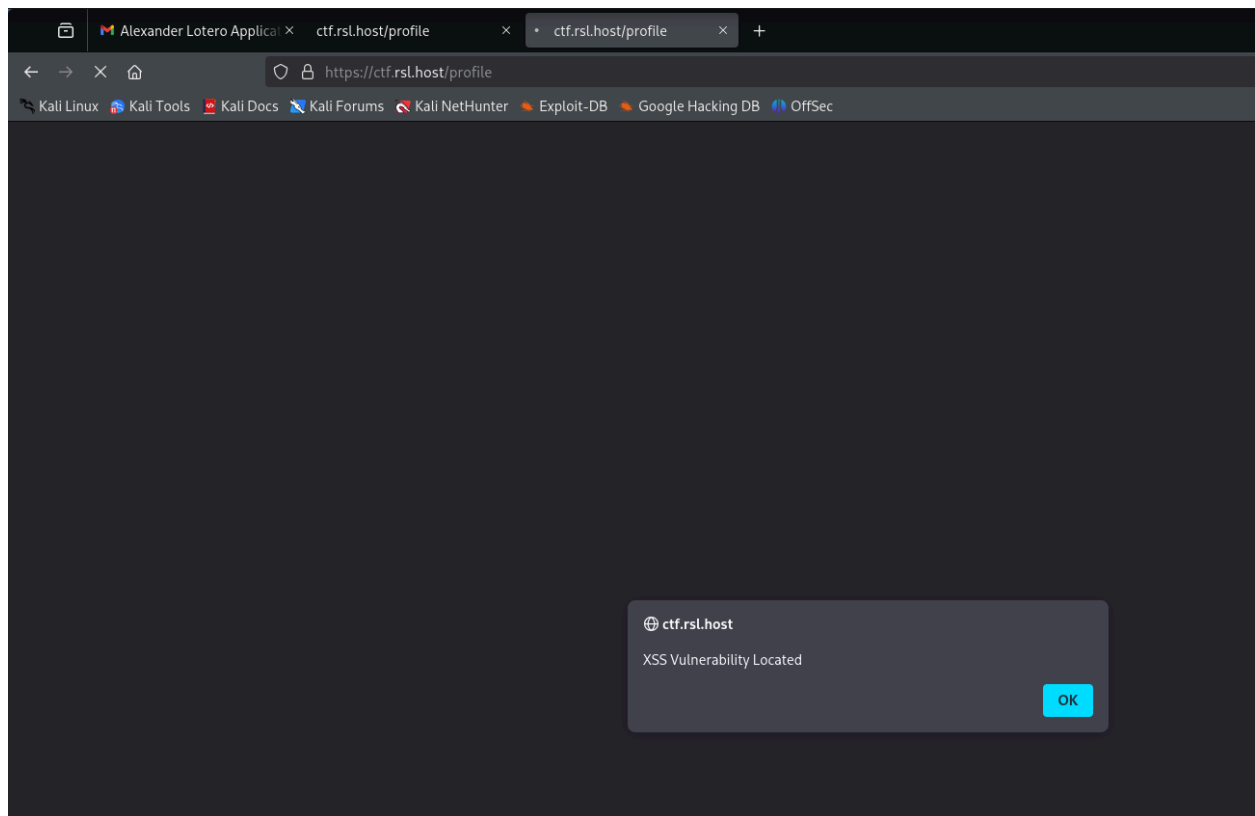 Alexander Lotero Applicat
ctf.rsl.host/profile
ctf.rsl.host/profile
https://ctf.rsl.host/profile
Kali Linux Kali Tools Kali Docs Kali Forums Kali NetHunter Exploit-DB Google Hacking DB OffSec
ctf.rsl.host
XSS Vulnerability Located
OK